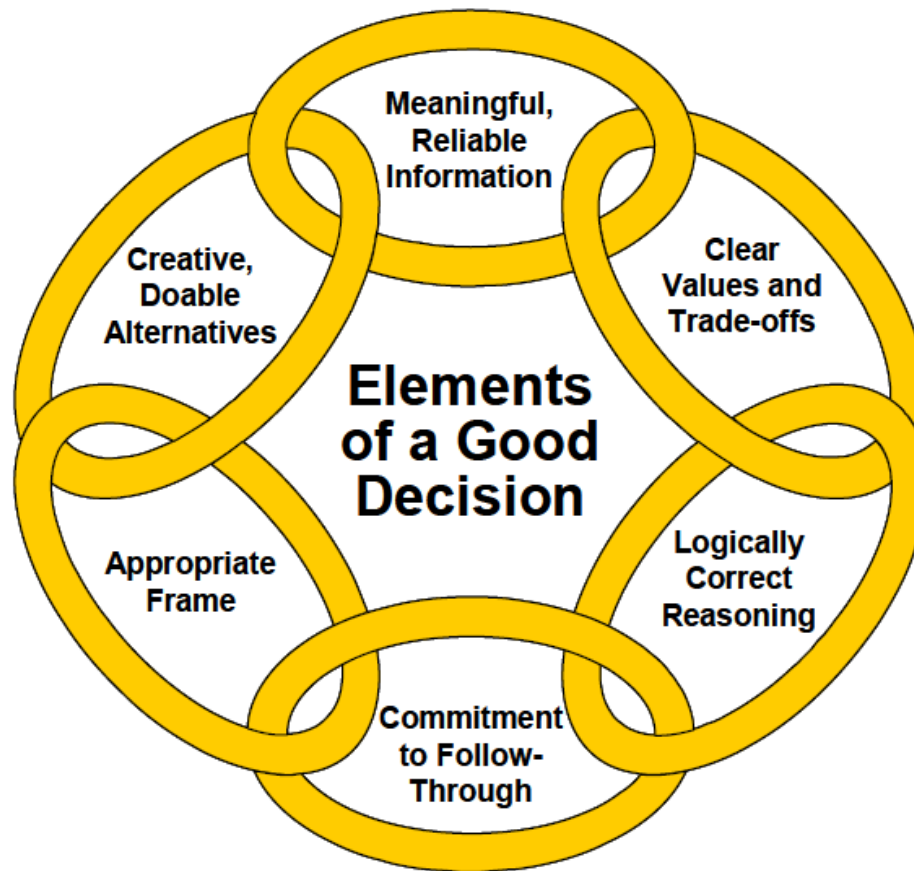 Meaningful,
Reliable
Information
Creative,
Doable
Alternatives
Clear
Values and
Trade-offs
Elements
of a Good
Decision
Appropriate
Frame
Logically
Correct
Reasoning
Commitment
to Follow-
Through